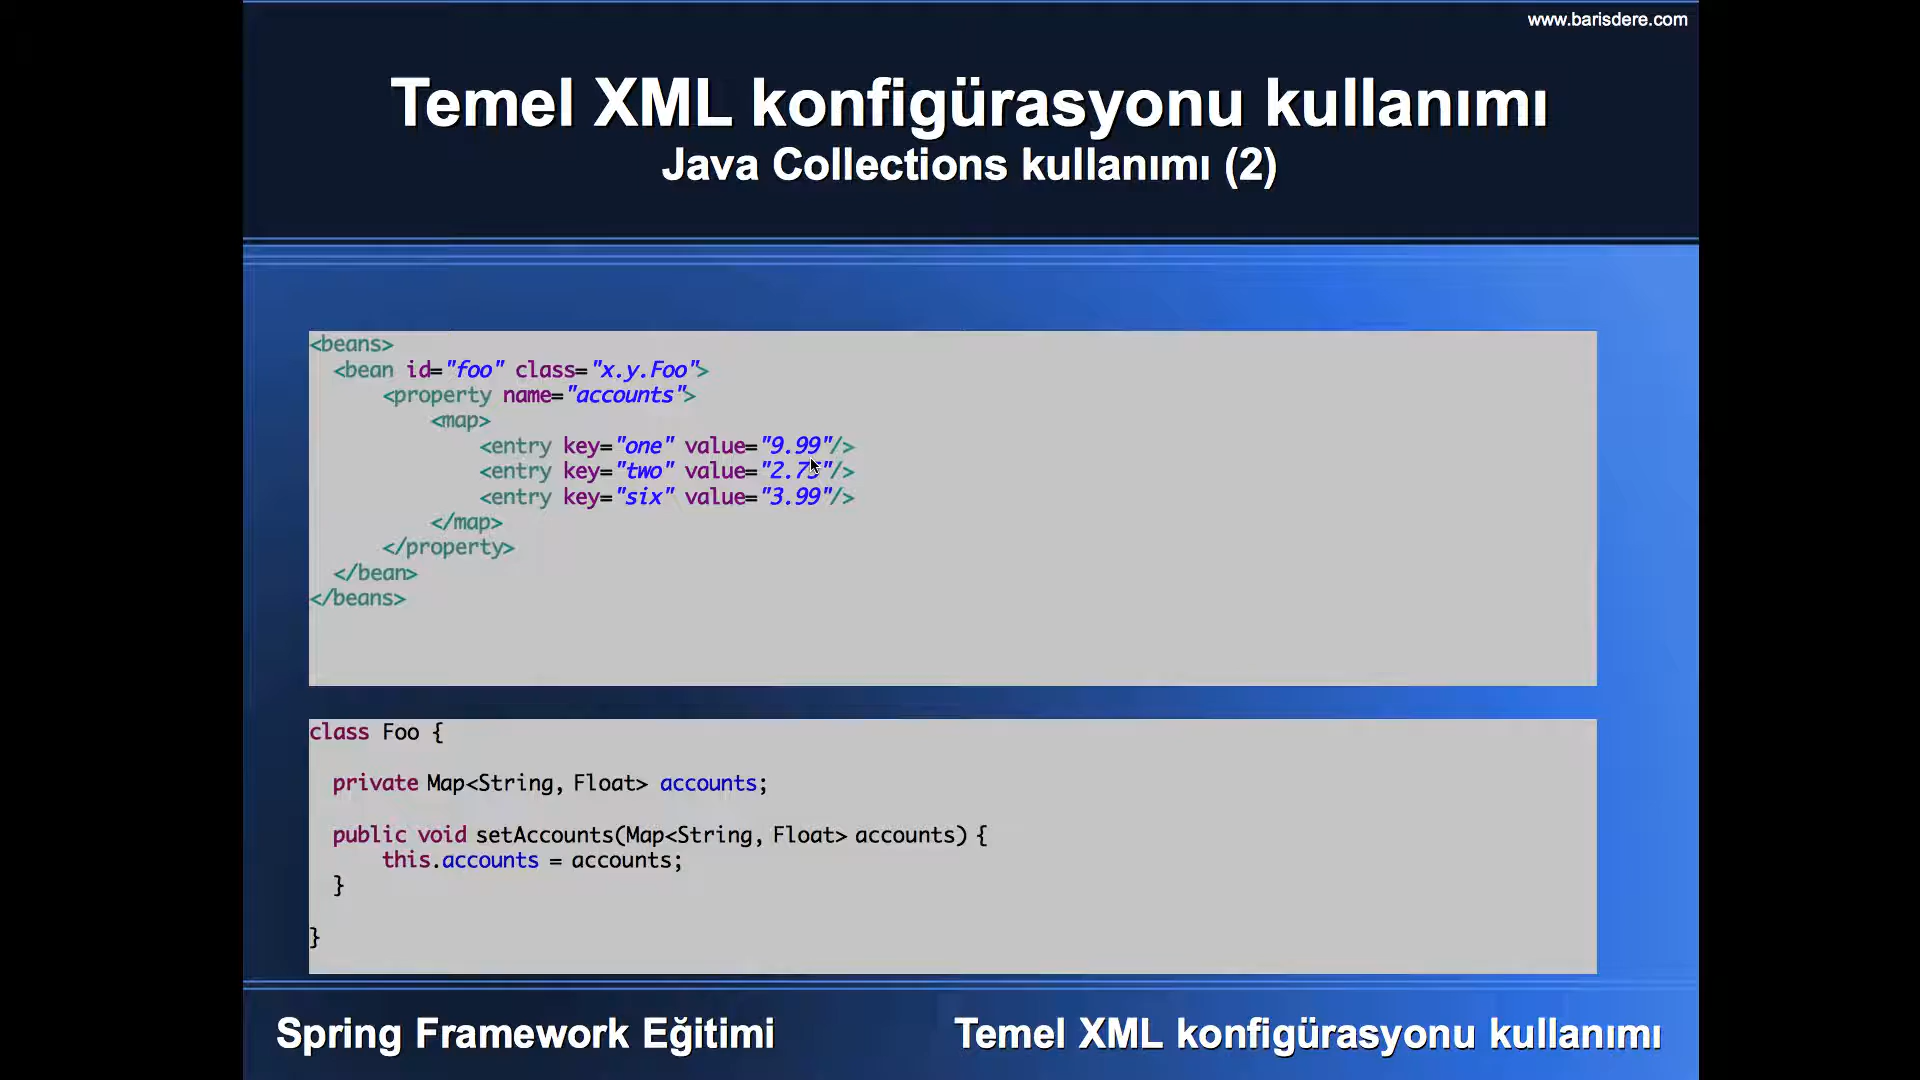 www.barisdere.com
Temel XML konfigürasyonu kullanımı
Java Collections kullanımı (2)
<beans>
<bean id="foo" class="x.y.Foo">
<property name="accounts">
<map>
<entry key="one" value="9.99"/>
<entry key="two" value="2.75"/>
<entry key="six" value="3.99"/>
</map>
</property>
</bean>
</beans>
class Foo {
private Map<String, Float> accounts;
public void setAccounts(Map<String, Float> accounts) {
this.accounts = accounts;
}
}
Spring Framework Eğitimi
Temel XML konfigürasyonu kullanımı